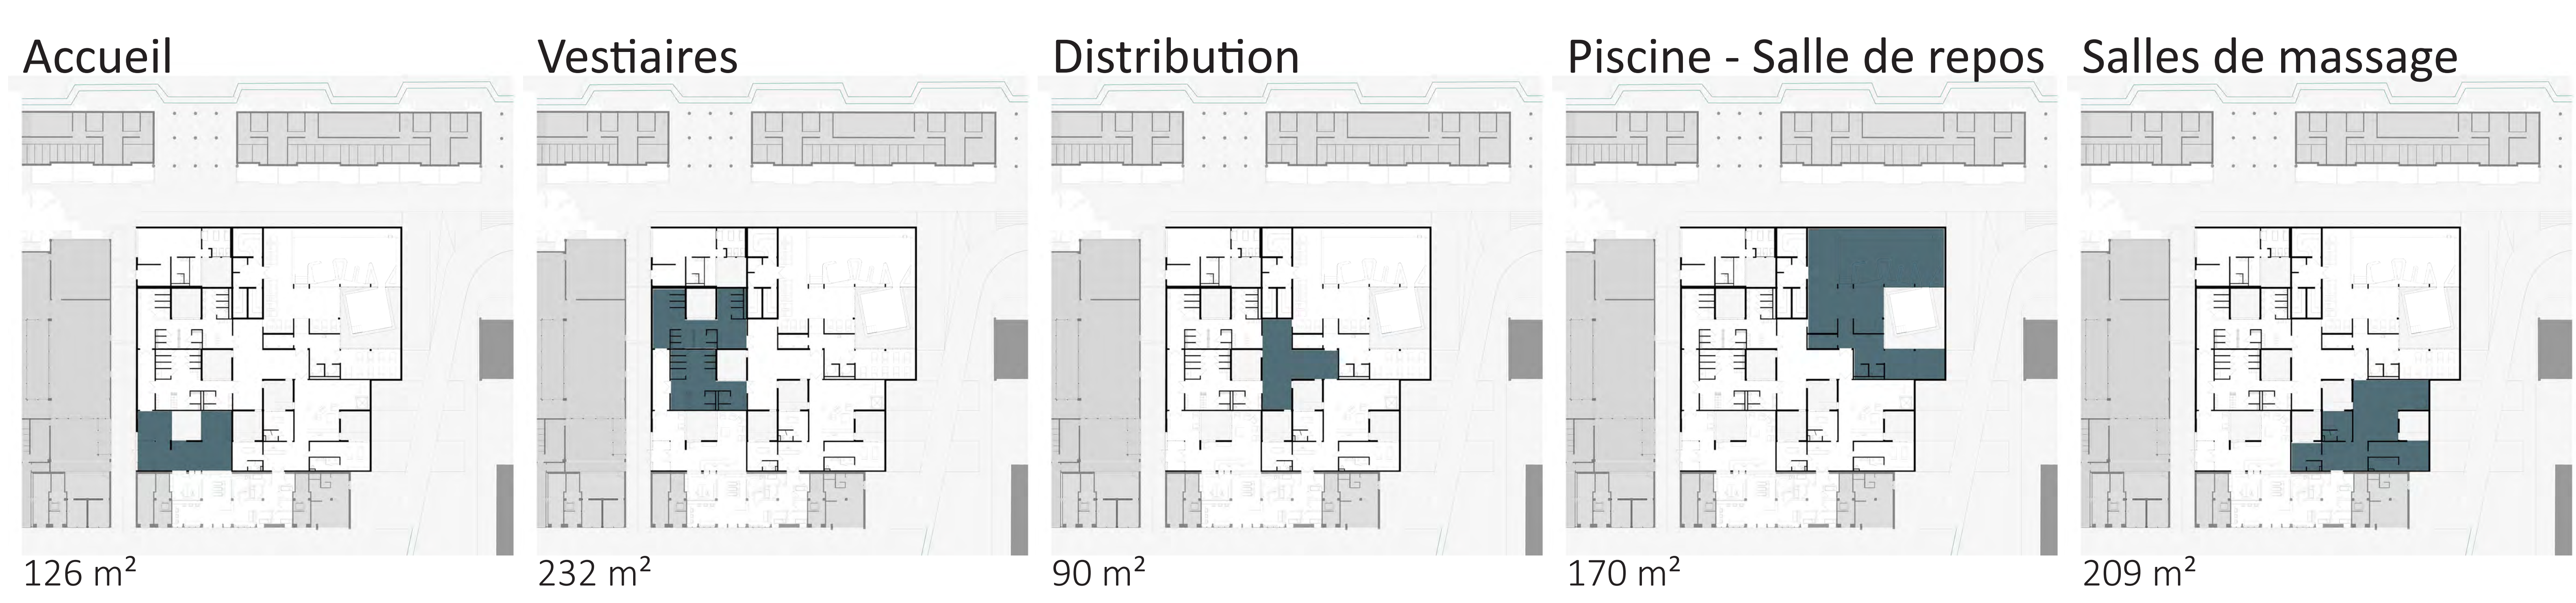 Accueil
Vestiaires
Distribution
Piscine - Salle de repos
Salles de massage
126 m²
232 m²
90 m²
170 m²
209 m²